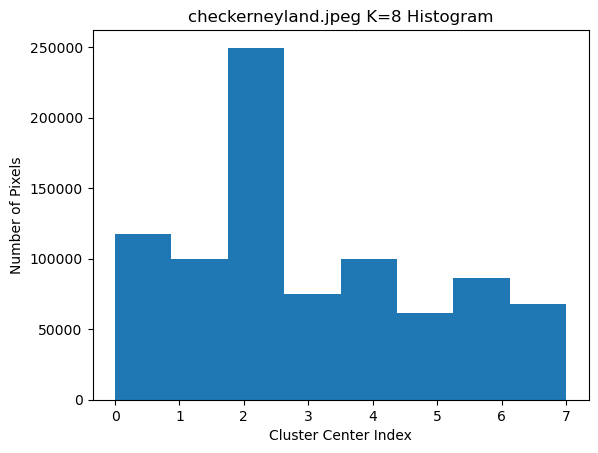 checkerneyland.jpeg K=8 Histogram
250000
200000
150000
100000
50000
0
Number of Pixels
0 1 2 3 4 5 6 7
Cluster Center Index